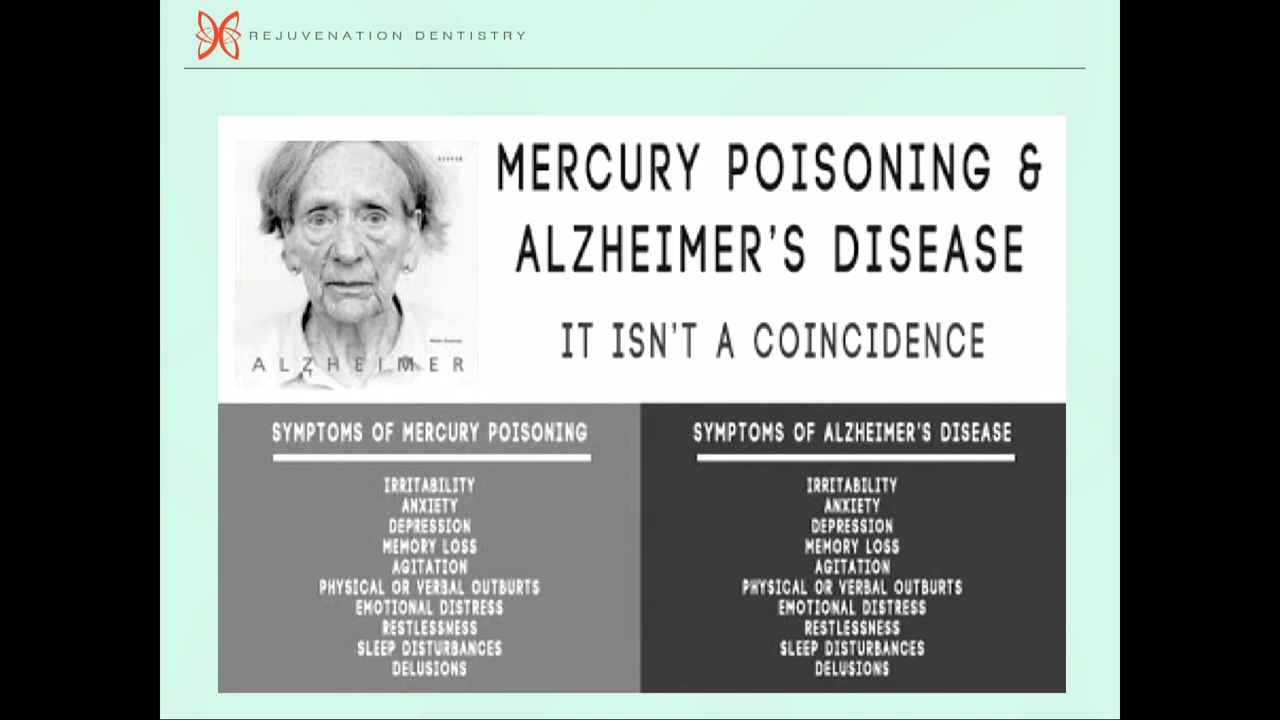 REJUVENATION DENTISTRY
MERCURY POISONING &
ALZHEIMER'S DISEASE
IT ISN'T A COINCIDENCE
ALZHEIMER
SYMPTOMS OF MERCURY POISONING
IRRITABILITY
ANXIETY
DEPRESSION
MEMORY LOSS
AGITATION
PHYSICAL OR VERBAL OUTBURTS
EMOTIONAL DISTRESS
RESTLESSNESS
SLEEP DISTURBANCES
DELUSIONS
SYMPTOMS OF ALZHEIMER'S DISEASE
IRRITABILITY
ANXIETY
DEPRESSION
MEMORY LOSS
AGITATION
PHYSICAL OR VERBAL OUTBURTS
EMOTIONAL DISTRESS
RESTLESSNESS
SLEEP DISTURBANCES
DELUSIONS